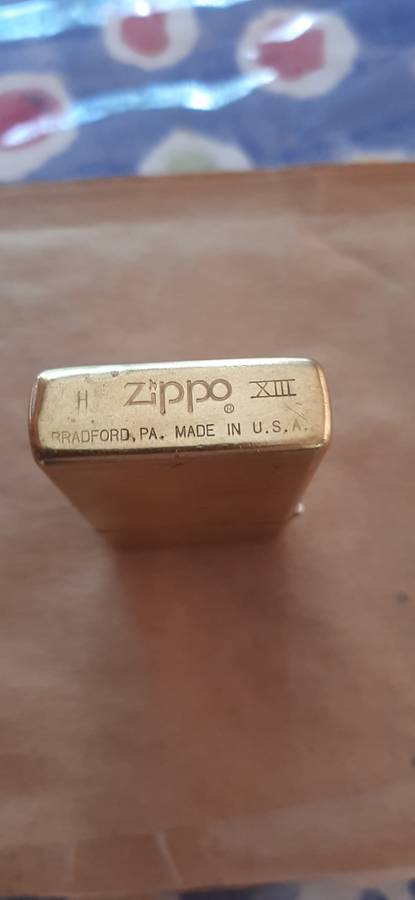 H Zippo ® XIII
BRADFORD, PA. MADE IN U.S.A.